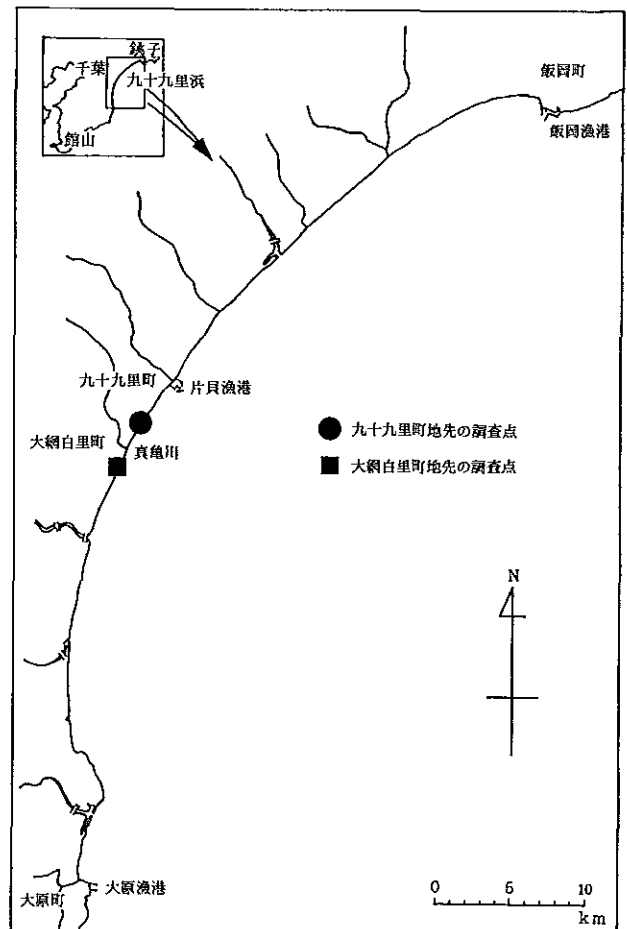 銚子
千葉
九十九里浜
館山
飯岡町
飯岡漁港
九十九里町
片貝漁港
大網白里町
真亀川
● 九十九里町地先の調査点
■ 大網白里町地先の調査点
N
大原町
大原漁港
0 5 10
km